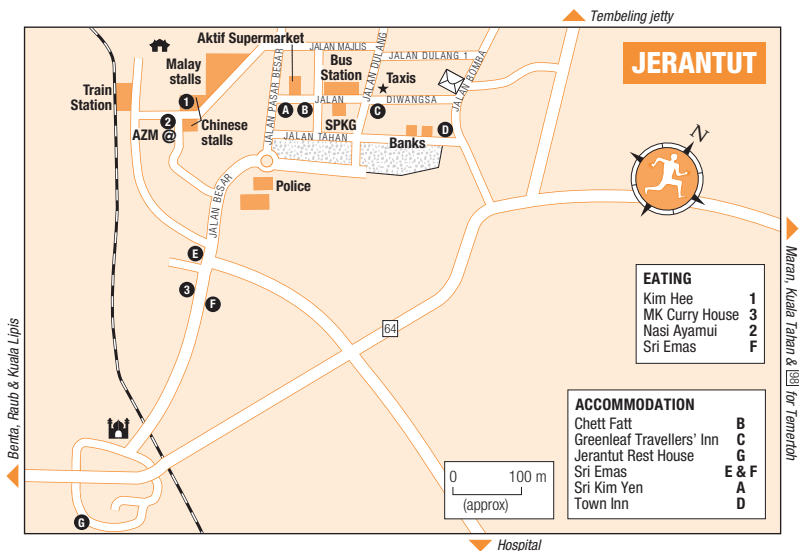 Tembeling jetty
JERANTUT
Aktif Supermarket
JALAN MAJLIS
JALAN DULANG
JALAN DULANG 1
JALAN BOMBA
Malay
stalls
Bus
Station
Taxis
Train
Station
JALAN PASAR BESAR
1
A
B
JALAN
C
DIWANGSA
2
AZM @
Chinese
stalls
SPKG
D
JALAN TAHAN
Banks
N
Police
JALAN BESAR
E
3
F
64
Benta, Raub & Kuala Lipis
Maran, Kuala Tahan & 98 for Temertoh
EATING
Kim Hee 1
MK Curry House 3
Nasi Ayamui 2
Sri Emas F
ACCOMMODATION
Chett Fatt B
Greenleaf Travellers' Inn C
Jerantut Rest House G
Sri Emas E & F
Sri Kim Yen A
Town Inn D
0 100 m
(approx)
G
Hospital